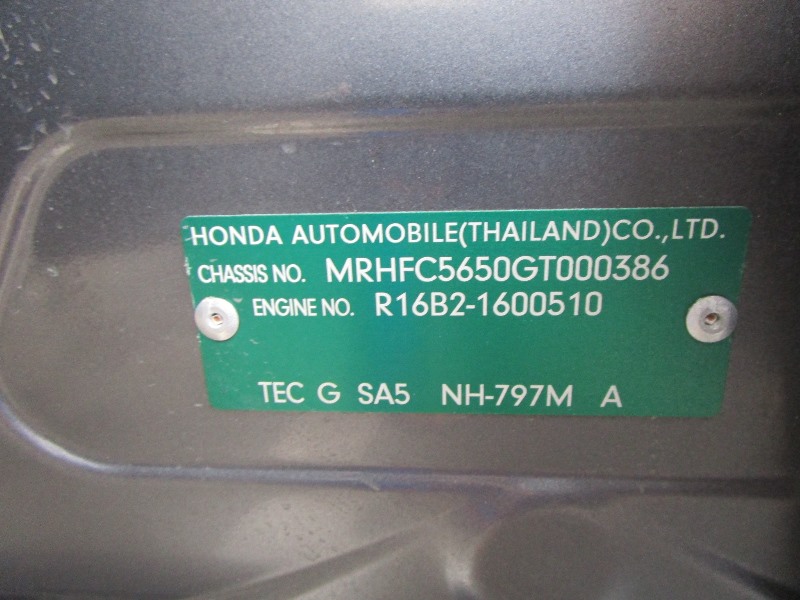 HONDA AUTOMOBILE(THAILAND)CO.,LTD.
CHASSIS NO. MRHFC5650GT000386
ENGINE NO. R16B2-1600510
TEC G SA5 NH-797M A